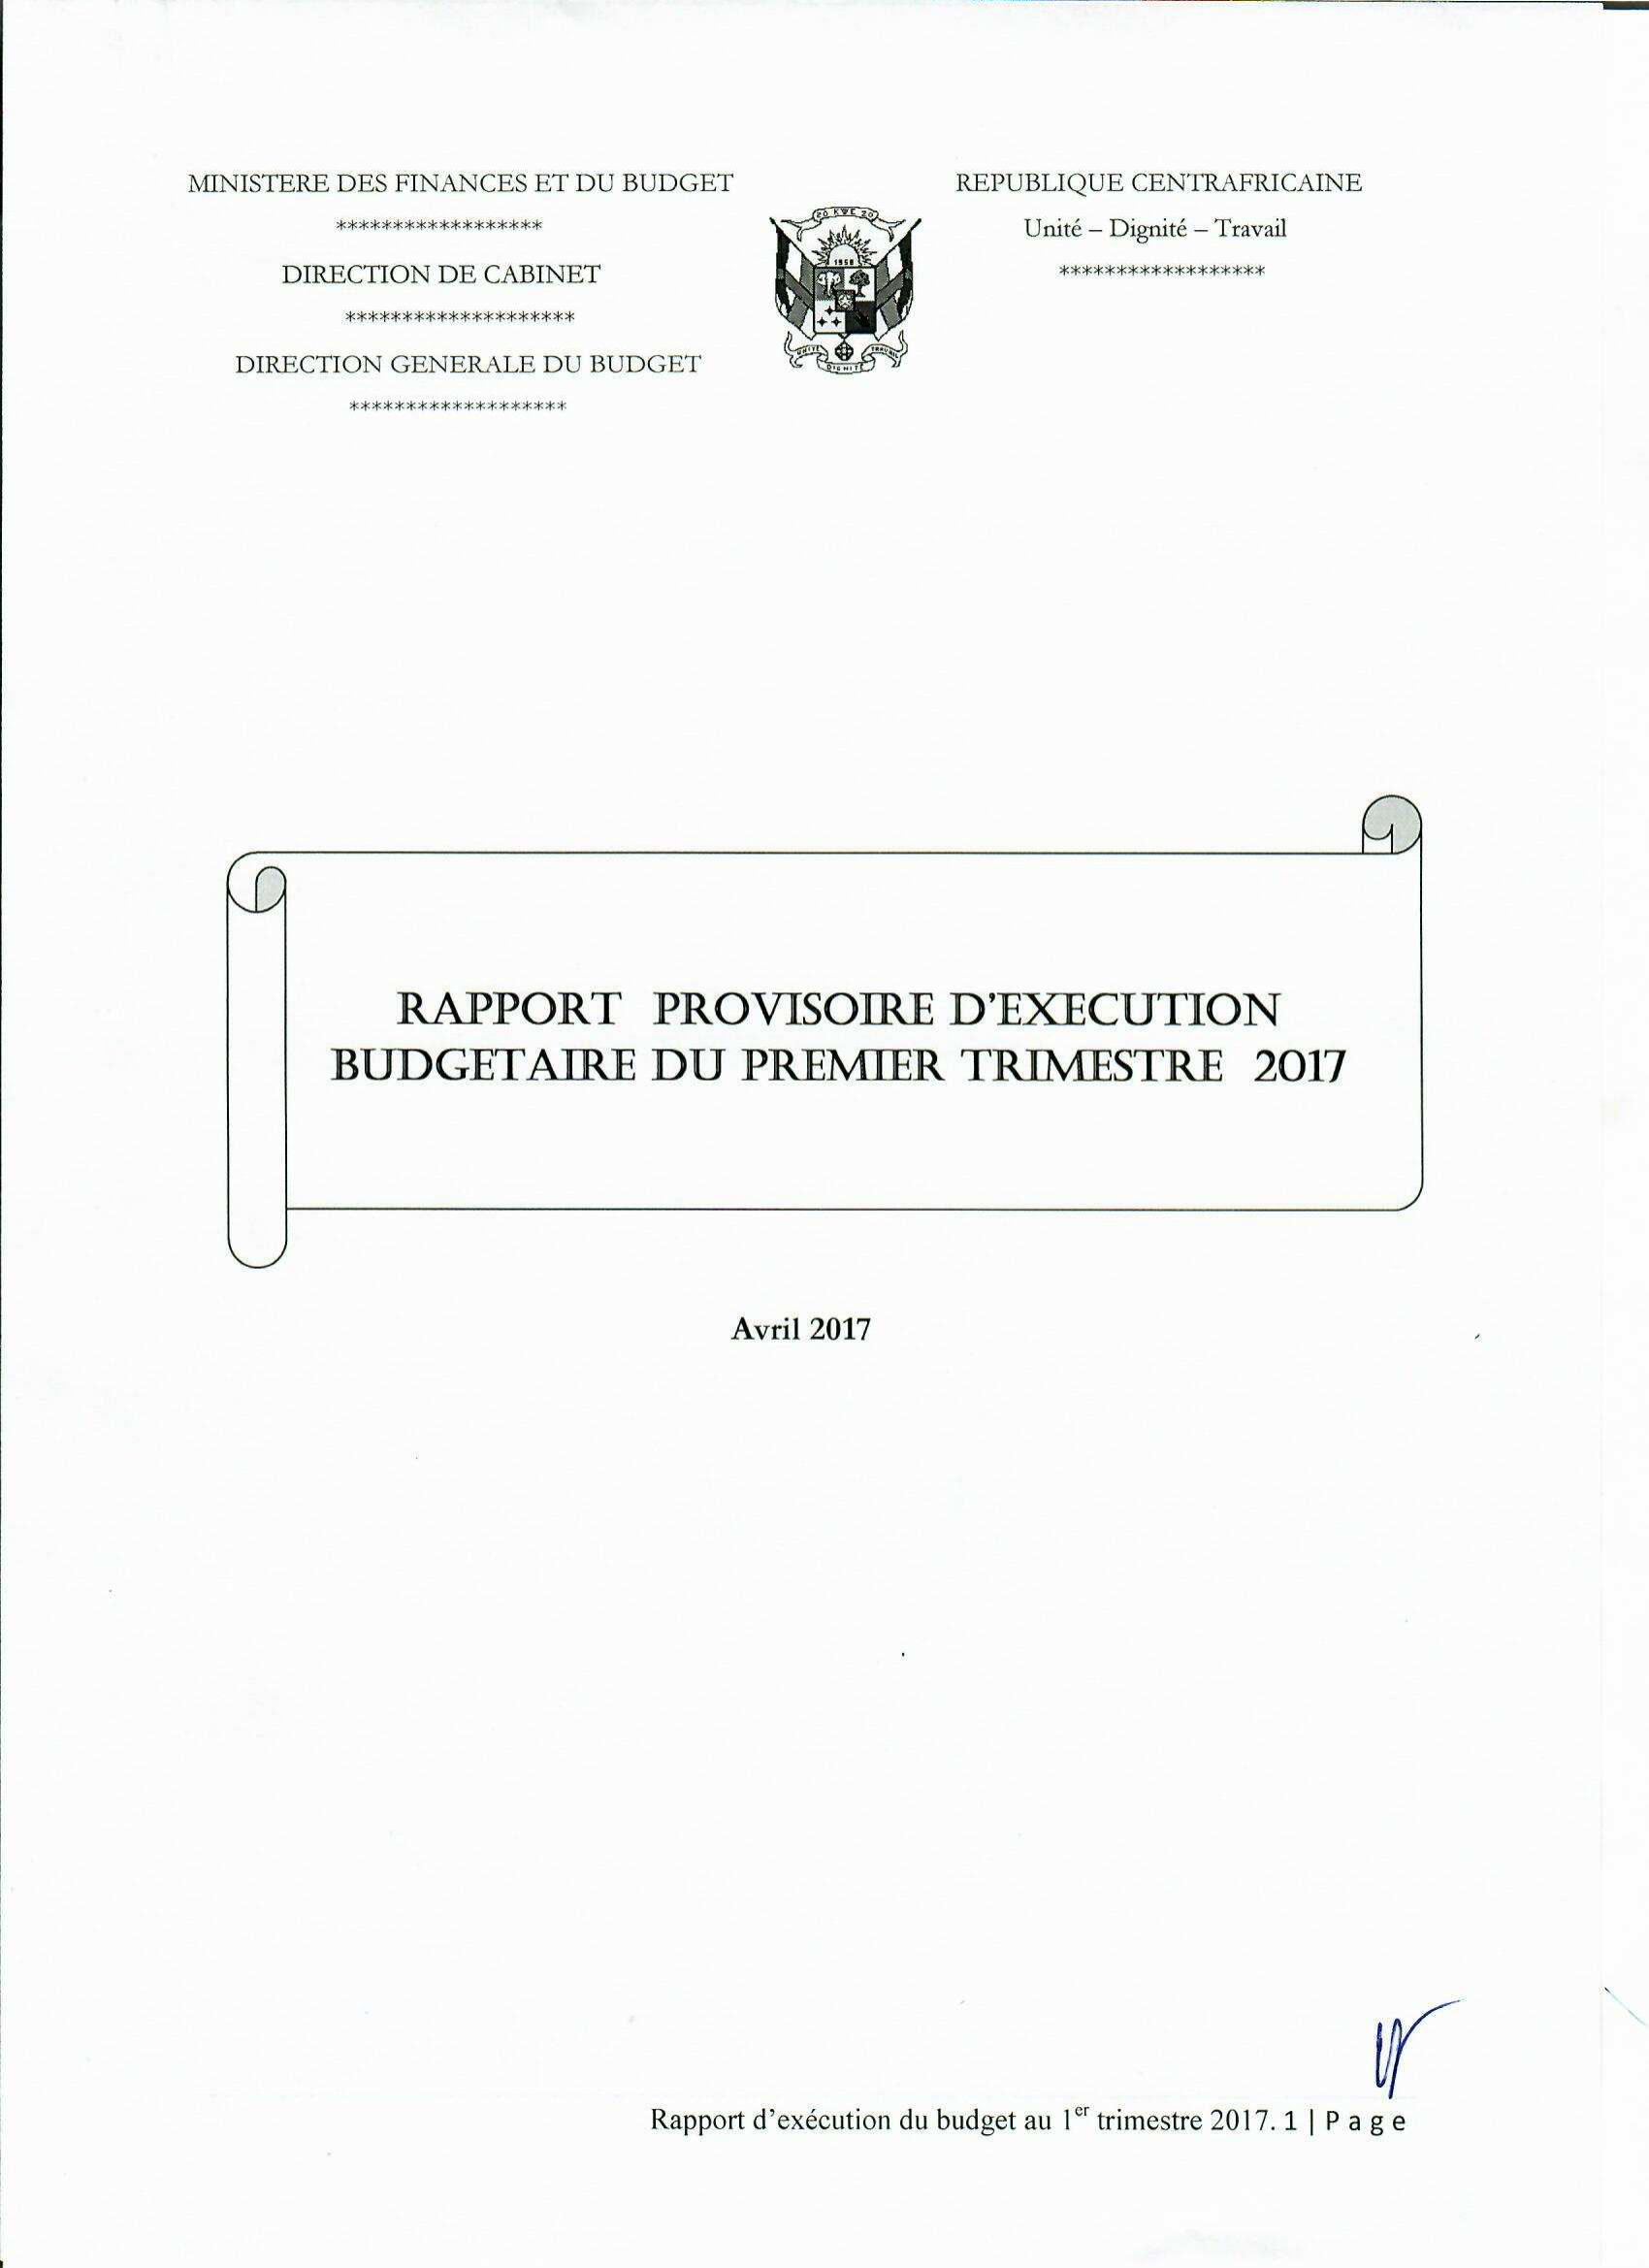 MINISTERE DES FINANCES ET DU BUDGET
******************
DIRECTION DE CABINET
********************
DIRECTION GENERALE DU BUDGET
*******************
ZO KWE ZO
1958
UNITE
DIGNITE
TRAVAIL
REPUBLIQUE CENTRAFRICAINE
Unité – Dignité – Travail
******************
RAPPORT PROVISOIRE D'EXECUTION
BUDGETAIRE DU PREMIER TRIMESTRE 2017
Avril 2017
Rapport d'exécution du budget au 1er trimestre 2017. 1 | P a g e